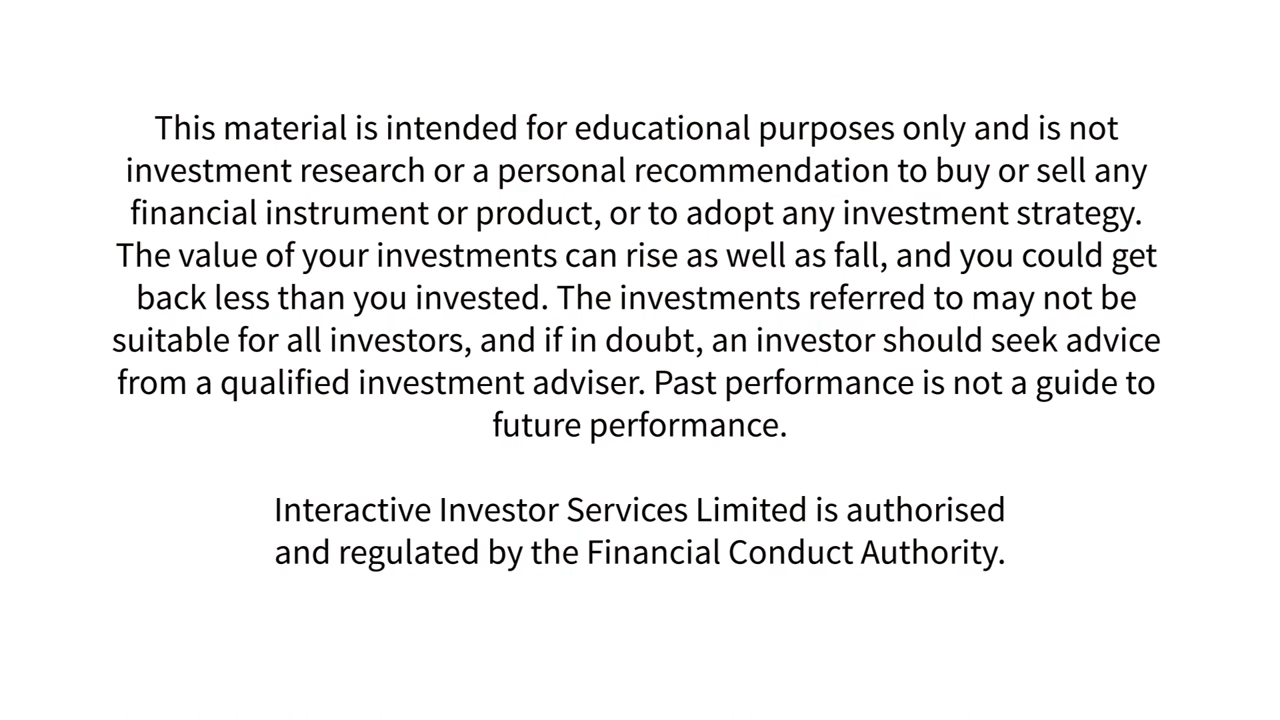 This material is intended for educational purposes only and is not
investment research or a personal recommendation to buy or sell any
financial instrument or product, or to adopt any investment strategy.
The value of your investments can rise as well as fall, and you could get
back less than you invested. The investments referred to may not be
suitable for all investors, and if in doubt, an investor should seek advice
from a qualified investment adviser. Past performance is not a guide to
future performance.
Interactive Investor Services Limited is authorised
and regulated by the Financial Conduct Authority.